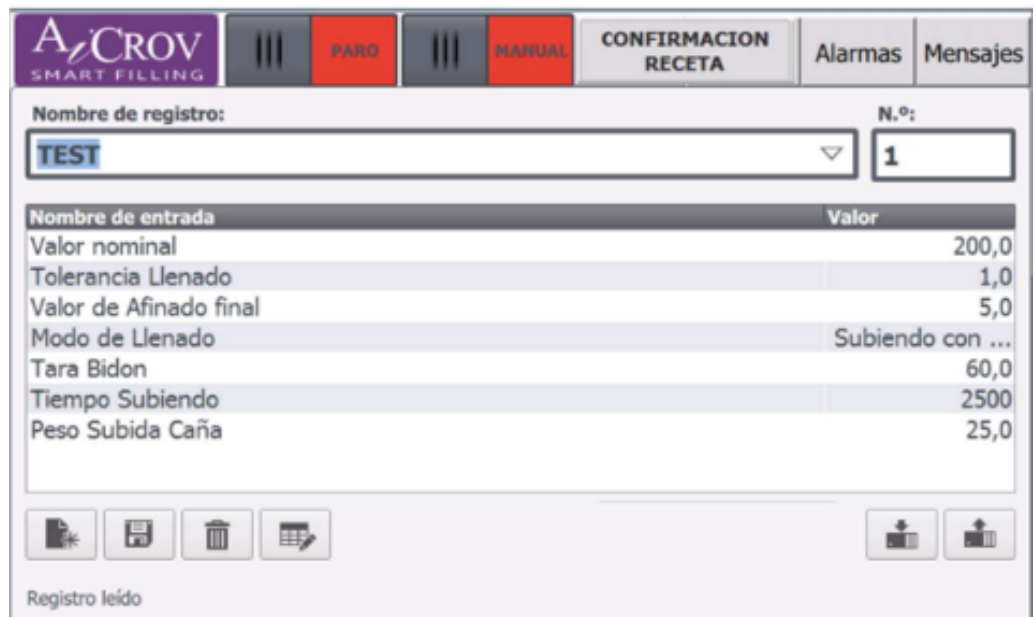 AiCROV
SMART FILLING
PARO
MANUAL
CONFIRMACION
RECETA
Alarmas
Mensajes
Nombre de registro:
N.º:
TEST
1
Nombre de entrada Valor
Valor nominal 200,0
Tolerancia Llenado 1,0
Valor de Afinado final 5,0
Modo de Llenado Subiendo con ...
Tara Bidon 60,0
Tiempo Subiendo 2500
Peso Subida Caña 25,0
Registro leído